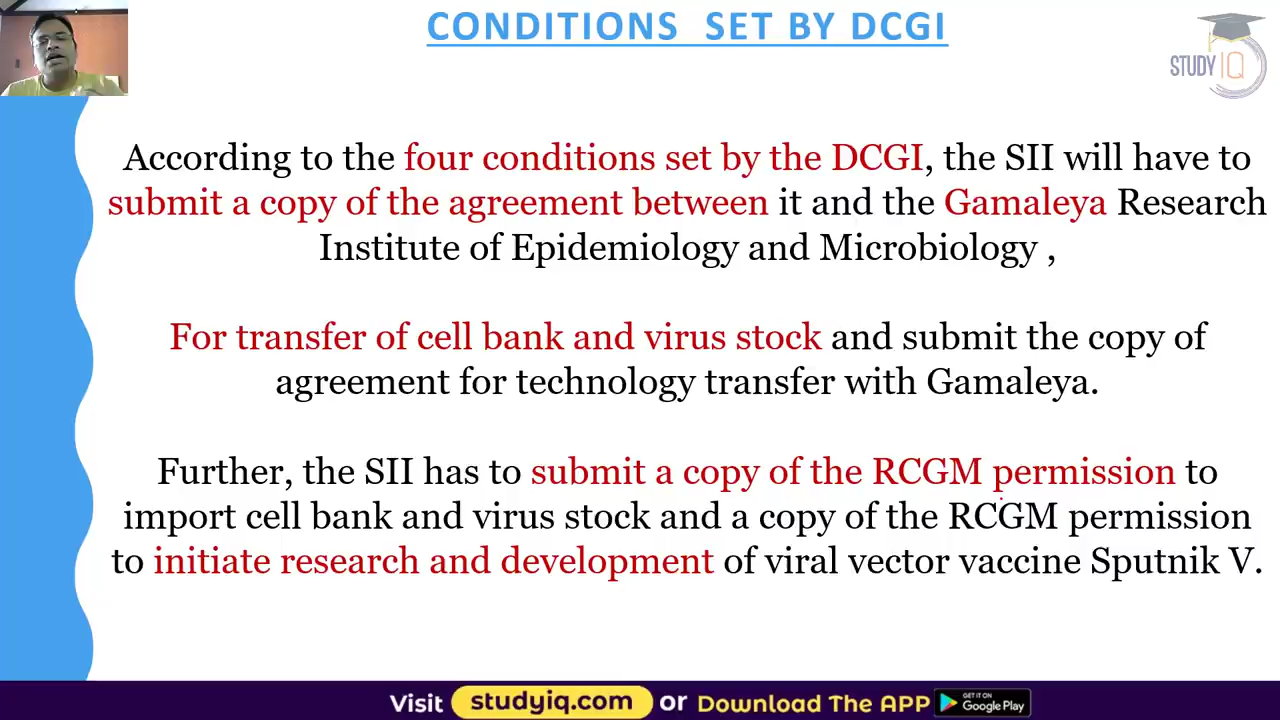 CONDITIONS SET BY DCGI
STUDY IQ
According to the four conditions set by the DCGI, the SII will have to
submit a copy of the agreement between it and the Gamaleya Research
Institute of Epidemiology and Microbiology ,
For transfer of cell bank and virus stock and submit the copy of
agreement for technology transfer with Gamaleya.
Further, the SII has to submit a copy of the RCGM permission to
import cell bank and virus stock and a copy of the RCGM permission
to initiate research and development of viral vector vaccine Sputnik V.
Visit studyiq.com or Download The APP GET IT ON Google Play